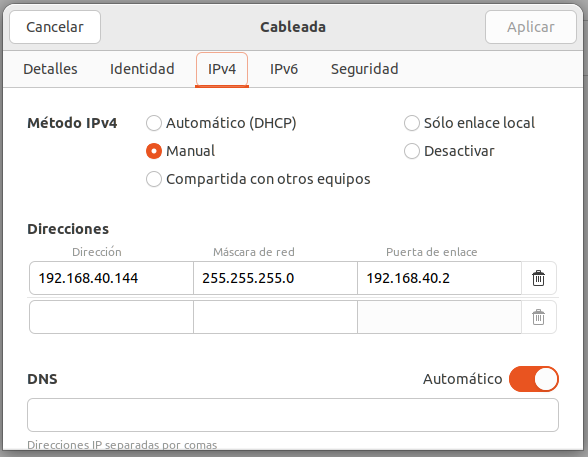 Cancelar Cableada Aplicar
Detalles Identidad IPv4 IPv6 Seguridad
Método IPv4 Automático (DHCP) Sólo enlace local
Manual Desactivar
Compartida con otros equipos
Direcciones
Dirección Máscara de red Puerta de enlace
192.168.40.144 255.255.255.0 192.168.40.2
DNS Automático
Direcciones IP separadas por comas